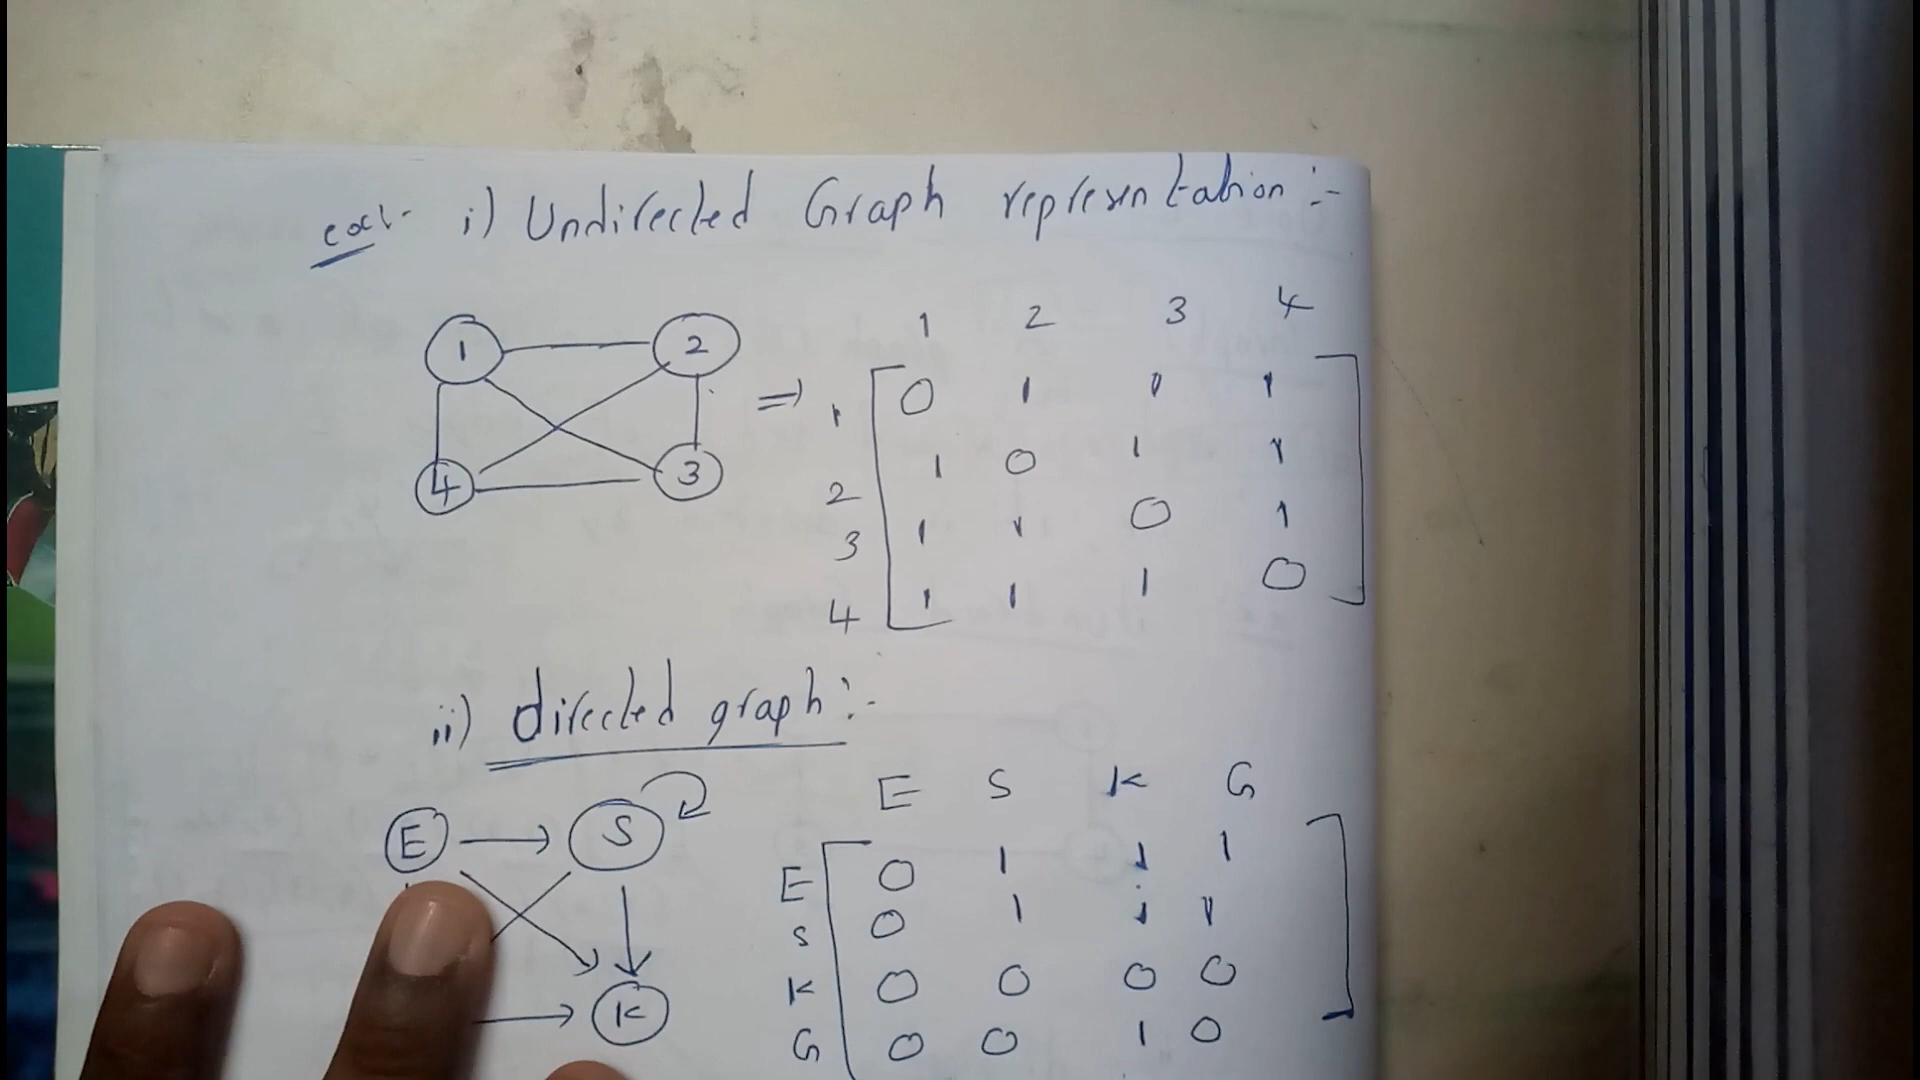 ex:- i) Undirected Graph representation :-
1 2 ⇒
4 3
1 2 3 4
1 0 1 1 1
2 1 0 1 1
3 1 1 0 1
4 1 1 1 0
ii) directed graph :-
E S
K
E S K G
E 0 1 1 1
S 0 1 1 1
K 0 0 0 0
G 0 0 1 0